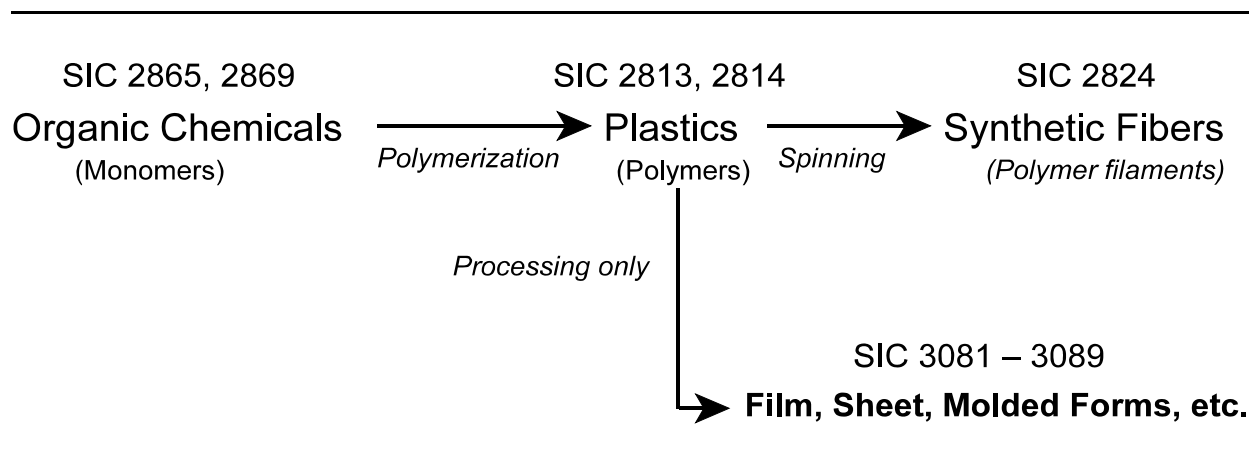 SIC 2865, 2869
Organic Chemicals
(Monomers)
Polymerization
SIC 2813, 2814
Plastics
(Polymers)
Spinning
SIC 2824
Synthetic Fibers
(Polymer filaments)
Processing only
SIC 3081 – 3089
Film, Sheet, Molded Forms, etc.